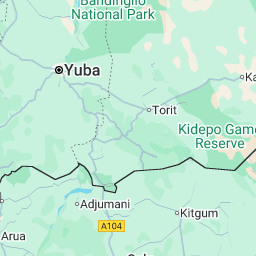 Bandingilo
National Park
Yuba
Ka
Torit
Kidepo Game
Reserve
Adjumani
Kitgum
A104
Arua